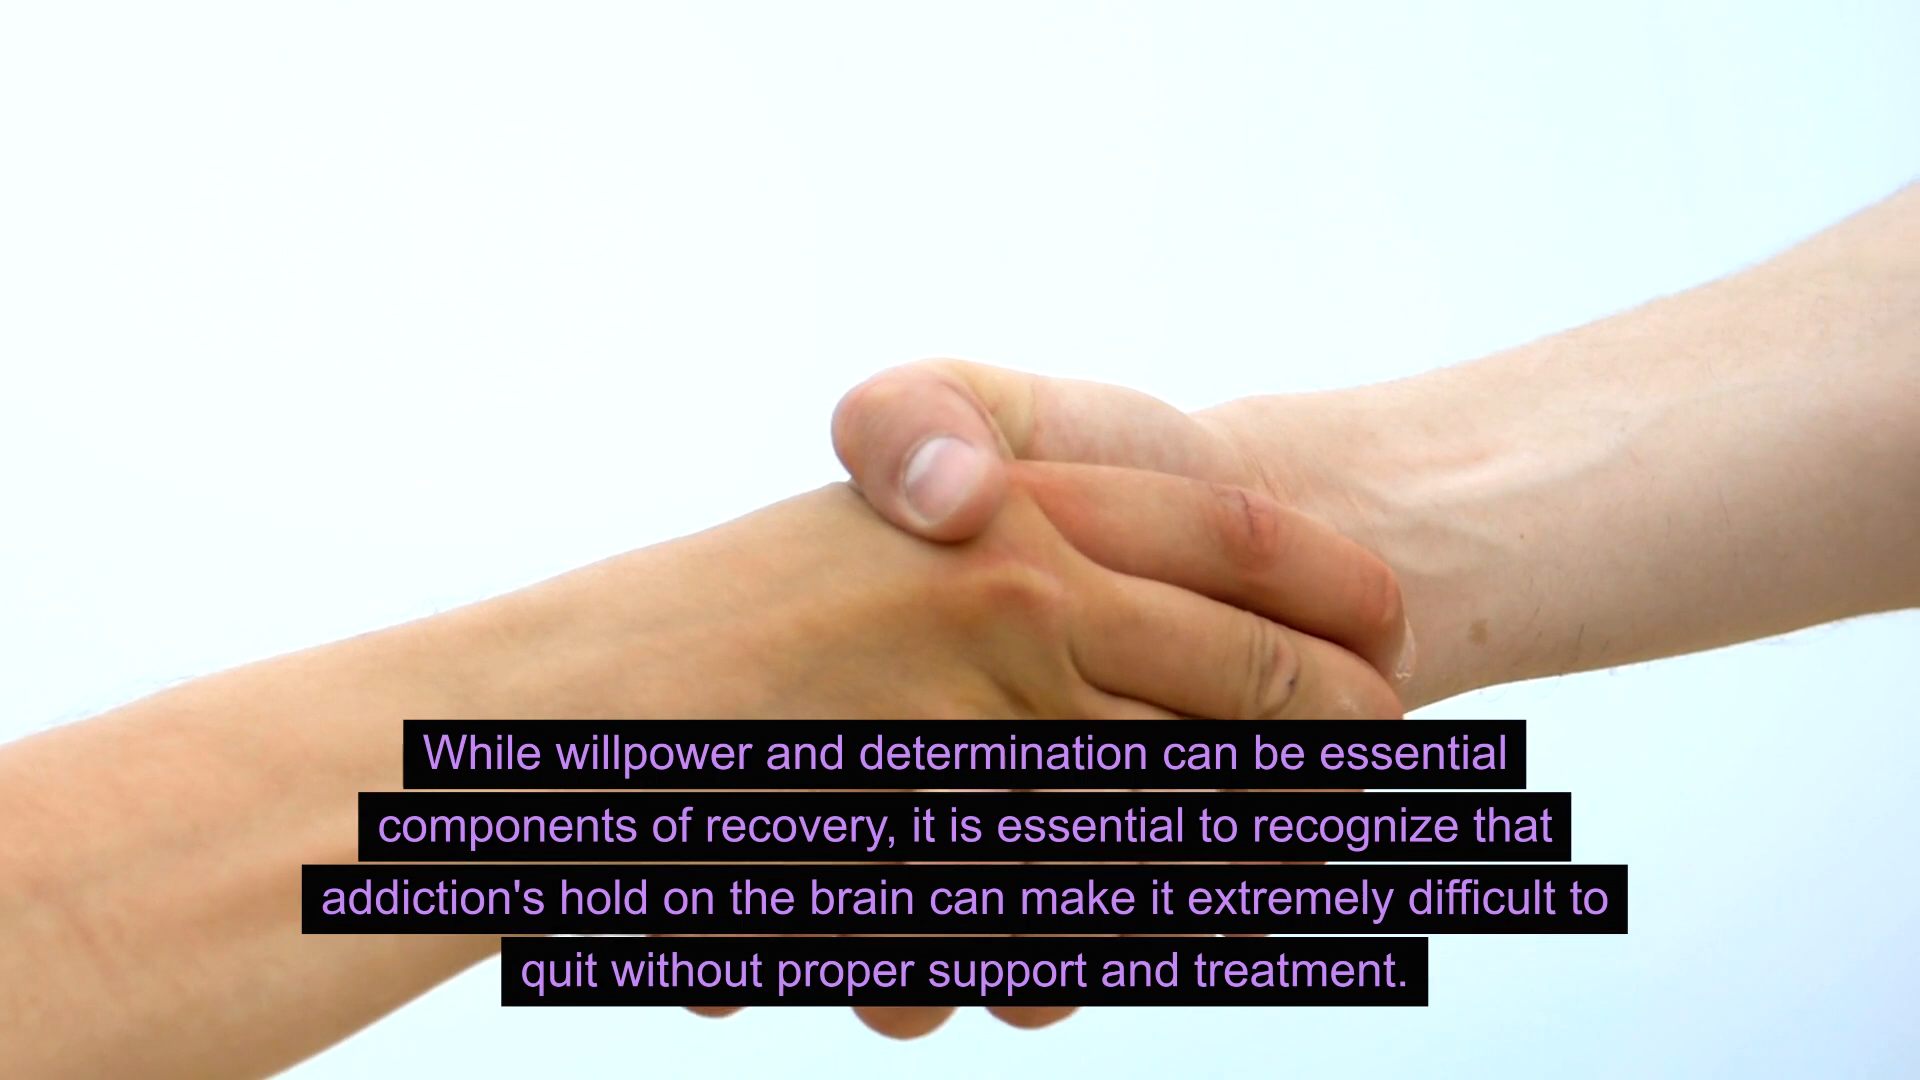 While willpower and determination can be essential
components of recovery, it is essential to recognize that
addiction's hold on the brain can make it extremely difficult to
quit without proper support and treatment.